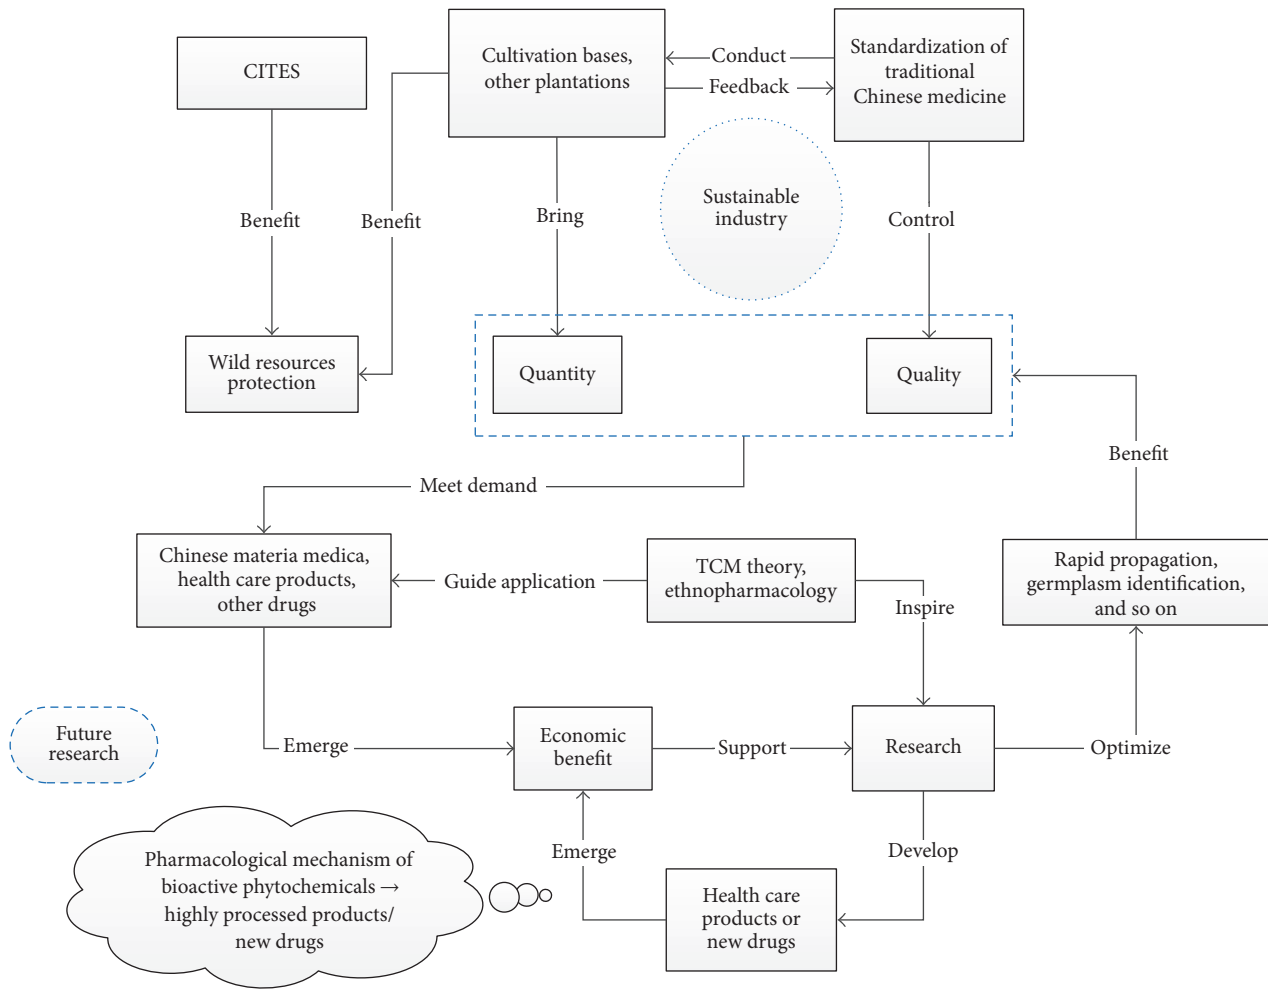 CITES
Cultivation bases,
other plantations
Conduct
Feedback
Standardization of
traditional
Chinese medicine
Sustainable
industry
Benefit
Benefit
Bring
Control
Wild resources
protection
Quantity
Quality
Benefit
Meet demand
Chinese materia medica,
health care products,
other drugs
Guide application
TCM theory,
ethnopharmacology
Inspire
Rapid propagation,
germplasm identification,
and so on
Future
research
Emerge
Economic
benefit
Support
Research
Optimize
Pharmacological mechanism of
bioactive phytochemicals →
highly processed products/
new drugs
Emerge
Develop
Health care
products or
new drugs